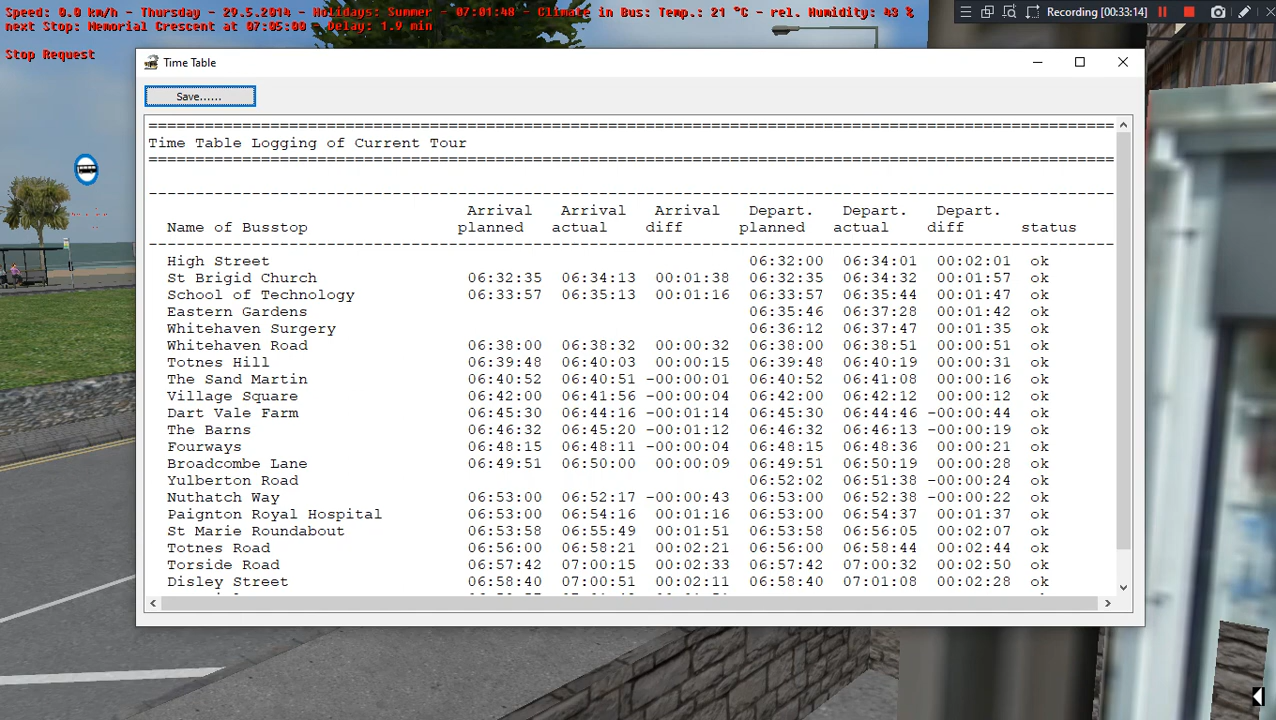 Speed: 0.0 km/h - Thursday - 29.5.2014 - Holidays: Summer - 07:01:48 - Climate in Bus: Temp.: 21 °C - rel. Humidity: 43 %
next Stop: Memorial Crescent at 07:05:00 - Delay: 1.9 min
Stop Request
Recording [00:33:14]
Time Table
Save......
Time Table Logging of Current Tour
Arrival Arrival Arrival Depart. Depart. Depart.
Name of Busstop planned actual diff planned actual diff status
High Street 06:32:00 06:34:01 00:02:01 ok
St Brigid Church 06:32:35 06:34:13 00:01:38 06:32:35 06:34:32 00:01:57 ok
School of Technology 06:33:57 06:35:13 00:01:16 06:33:57 06:35:44 00:01:47 ok
Eastern Gardens 06:35:46 06:37:28 00:01:42 ok
Whitehaven Surgery 06:36:12 06:37:47 00:01:35 ok
Whitehaven Road 06:38:00 06:38:32 00:00:32 06:38:00 06:38:51 00:00:51 ok
Totnes Hill 06:39:48 06:40:03 00:00:15 06:39:48 06:40:19 00:00:31 ok
The Sand Martin 06:40:52 06:40:51 -00:00:01 06:40:52 06:41:08 00:00:16 ok
Village Square 06:42:00 06:41:56 -00:00:04 06:42:00 06:42:12 00:00:12 ok
Dart Vale Farm 06:45:30 06:44:16 -00:01:14 06:45:30 06:44:46 -00:00:44 ok
The Barns 06:46:32 06:45:20 -00:01:12 06:46:32 06:46:13 -00:00:19 ok
Fourways 06:48:15 06:48:11 -00:00:04 06:48:15 06:48:36 00:00:21 ok
Broadcombe Lane 06:49:51 06:50:00 00:00:09 06:49:51 06:50:19 00:00:28 ok
Yulberton Road 06:52:02 06:51:38 -00:00:24 ok
Nuthatch Way 06:53:00 06:52:17 -00:00:43 06:53:00 06:52:38 -00:00:22 ok
Paignton Royal Hospital 06:53:00 06:54:16 00:01:16 06:53:00 06:54:37 00:01:37 ok
St Marie Roundabout 06:53:58 06:55:49 00:01:51 06:53:58 06:56:05 00:02:07 ok
Totnes Road 06:56:00 06:58:21 00:02:21 06:56:00 06:58:44 00:02:44 ok
Torside Road 06:57:42 07:00:15 00:02:33 06:57:42 07:00:32 00:02:50 ok
Disley Street 06:58:40 07:00:51 00:02:11 06:58:40 07:01:08 00:02:28 ok